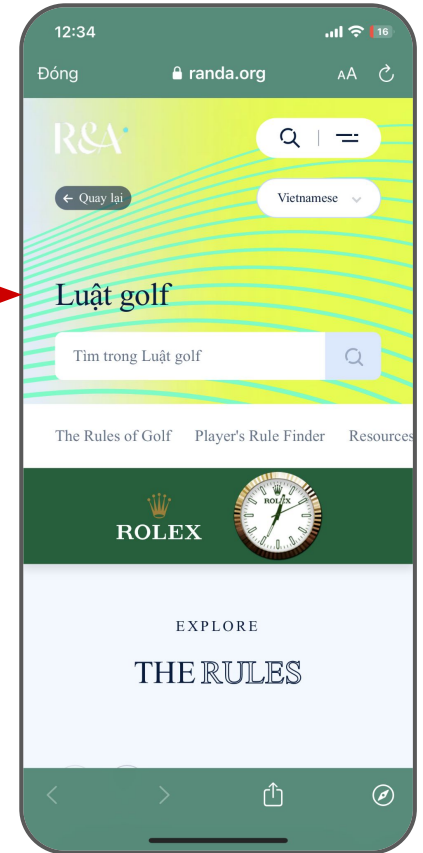 12:34
16
Đóng
randa.org
AA
R&A
Quay lại
Vietnamese
Luật golf
Tìm trong Luật golf
The Rules of Golf
Player's Rule Finder
Resources
ROLEX
ROLEX
EXPLORE
THE RULES